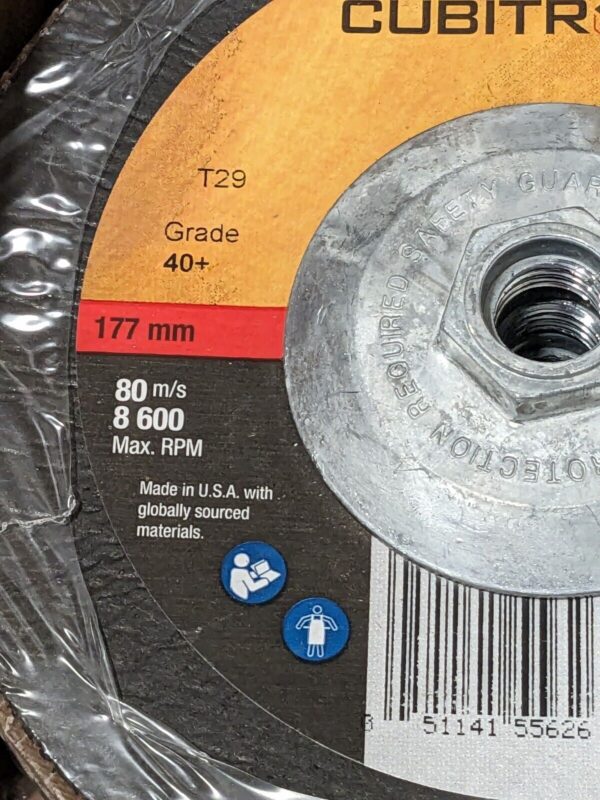 CUBITR
T29
Grade
40+
177 mm
80 m/s
8 600
Max. RPM
Made in U.S.A. with
globally sourced
materials.
SAFETY GUAR
PROTECTION REQUIRED
51141 55626